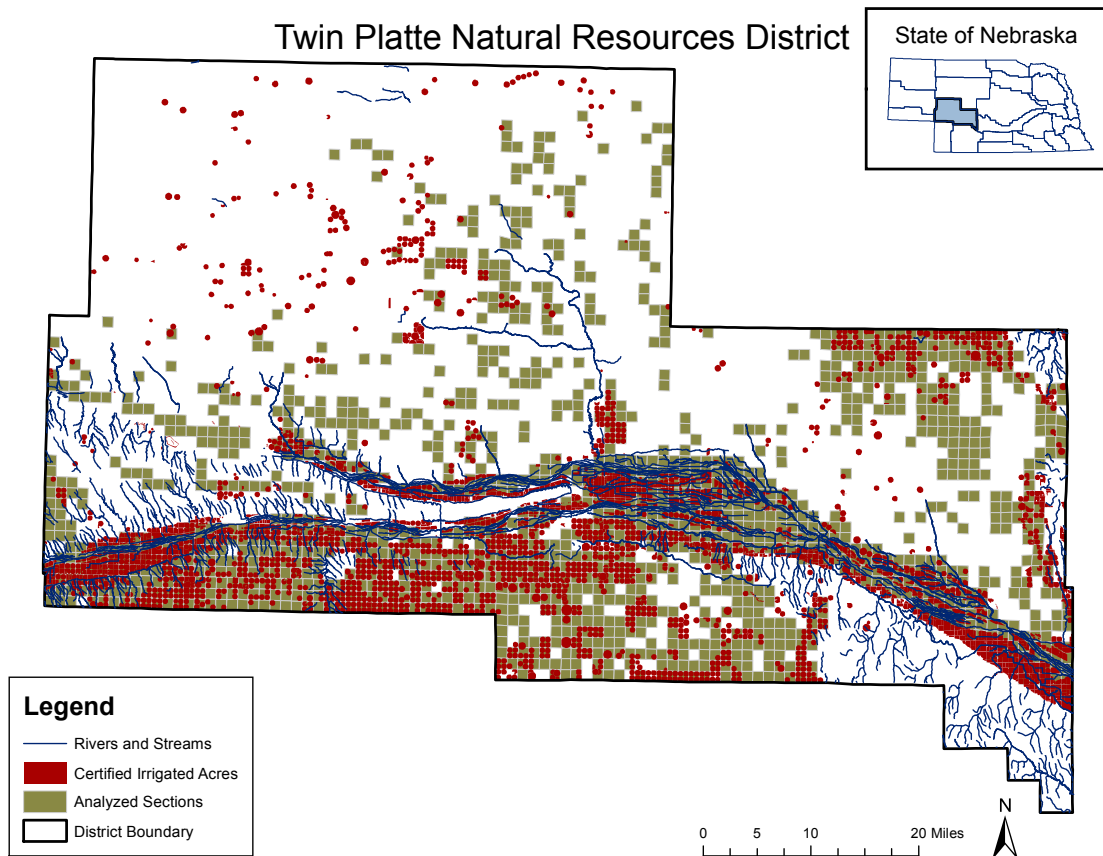 Twin Platte Natural Resources District
State of Nebraska
Legend
Rivers and Streams
Certified Irrigated Acres
Analyzed Sections
District Boundary
0 5 10 20 Miles
N